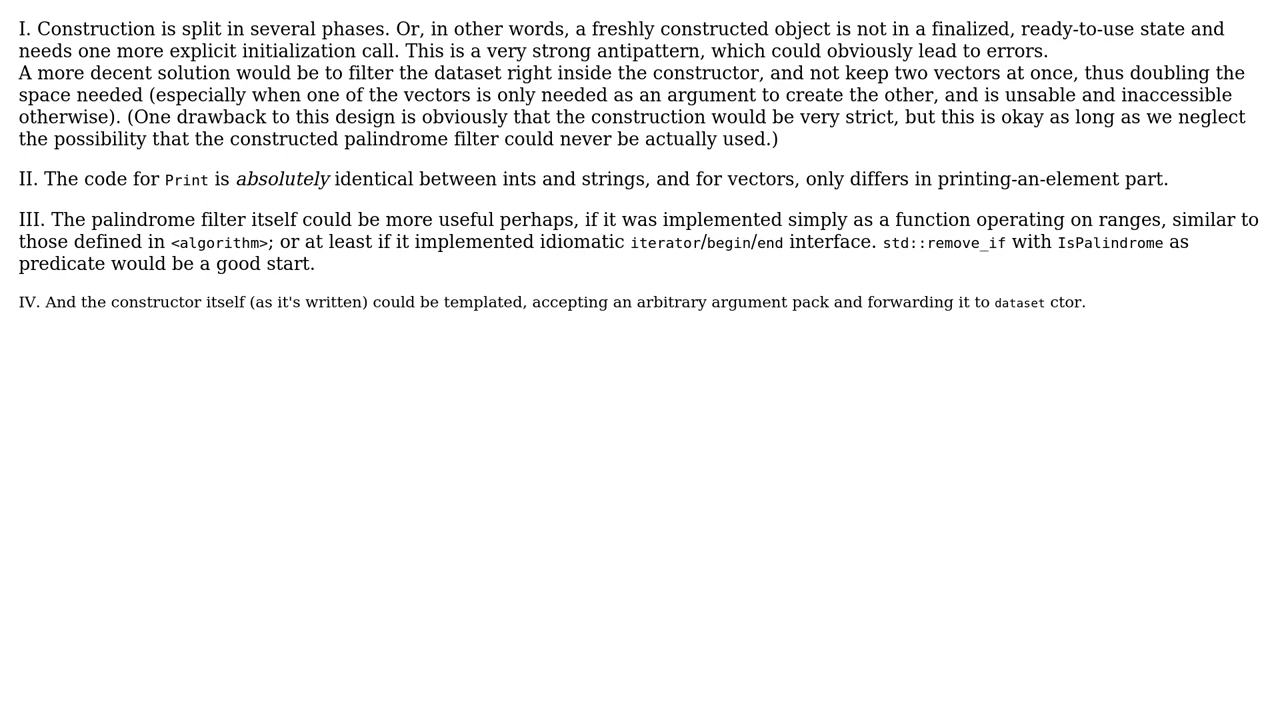 I. Construction is split in several phases. Or, in other words, a freshly constructed object is not in a finalized, ready-to-use state and
needs one more explicit initialization call. This is a very strong antipattern, which could obviously lead to errors.
A more decent solution would be to filter the dataset right inside the constructor, and not keep two vectors at once, thus doubling the
space needed (especially when one of the vectors is only needed as an argument to create the other, and is unsable and inaccessible
otherwise). (One drawback to this design is obviously that the construction would be very strict, but this is okay as long as we neglect
the possibility that the constructed palindrome filter could never be actually used.)
II. The code for Print is absolutely identical between ints and strings, and for vectors, only differs in printing-an-element part.
III. The palindrome filter itself could be more useful perhaps, if it was implemented simply as a function operating on ranges, similar to
those defined in <algorithm>; or at least if it implemented idiomatic iterator/begin/end interface. std::remove_if with IsPalindrome as
predicate would be a good start.
IV. And the constructor itself (as it's written) could be templated, accepting an arbitrary argument pack and forwarding it to dataset ctor.